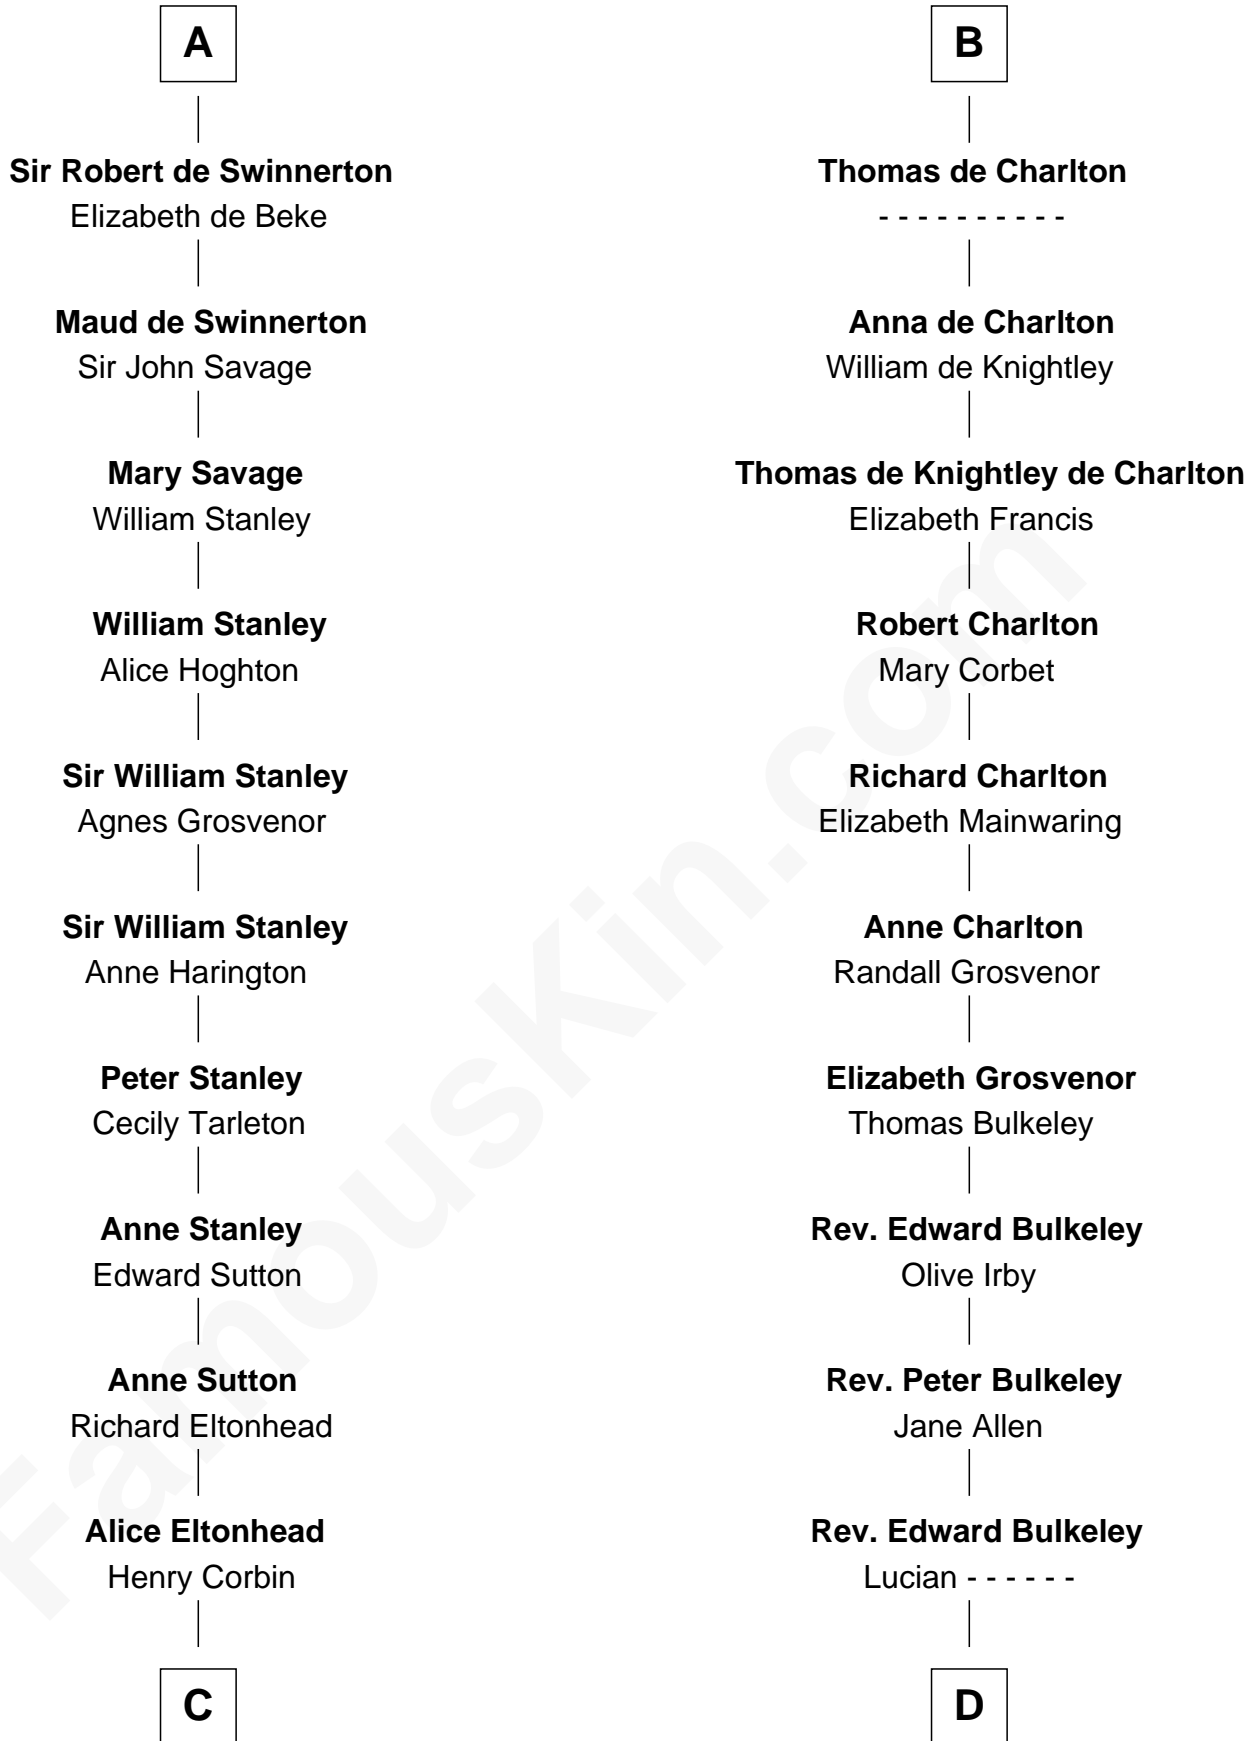 A
Sir Robert de Swinnerton
Elizabeth de Beke
Maud de Swinnerton
Sir John Savage
Mary Savage
William Stanley
William Stanley
Alice Hoghton
Sir William Stanley
Agnes Grosvenor
Sir William Stanley
Anne Harington
Peter Stanley
Cecily Tarleton
Anne Stanley
Edward Sutton
Anne Sutton
Richard Eltonhead
Alice Eltonhead
Henry Corbin
C
B
Thomas de Charlton
- - - - - - - - - -
Anna de Charlton
William de Knightley
Thomas de Knightley de Charlton
Elizabeth Francis
Robert Charlton
Mary Corbet
Richard Charlton
Elizabeth Mainwaring
Anne Charlton
Randall Grosvenor
Elizabeth Grosvenor
Thomas Bulkeley
Rev. Edward Bulkeley
Olive Irby
Rev. Peter Bulkeley
Jane Allen
Rev. Edward Bulkeley
Lucian - - - - - -
D
FamousKin.com